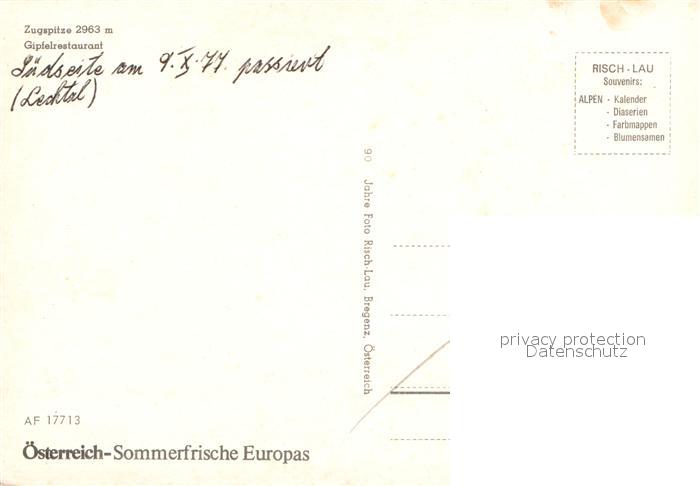 Zugspitze 2963 m
Gipfelrestaurant
Südseite am 9. X. 77. passiert
(Lechtal)
RISCH - LAU
Souvenirs:
ALPEN - Kalender
- Diaserien
- Farbmappen
- Blumensamen
90 Jahre Foto Risch-Lau, Bregenz, Österreich
privacy protection
Datenschutz
AF 17713
Österreich-Sommerfrische Europas